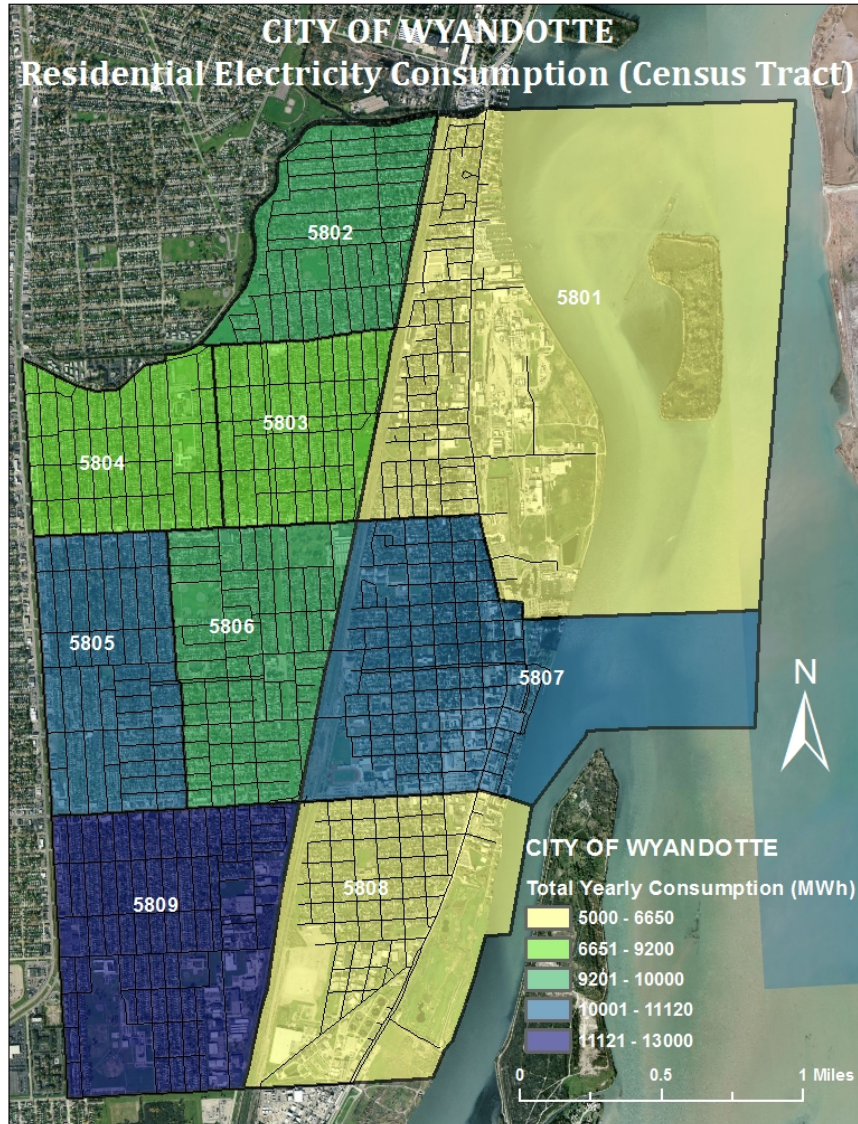 CITY OF WYANDOTTE
Residential Electricity Consumption (Census Tract)
5802
5801
5803
5804
5806
5805
5807
N
5808
5809
CITY OF WYANDOTTE
Total Yearly Consumption (MWh)
5000 - 6650
6651 - 9200
9201 - 10000
10001 - 11120
11121 - 13000
0 0.5 1 Miles